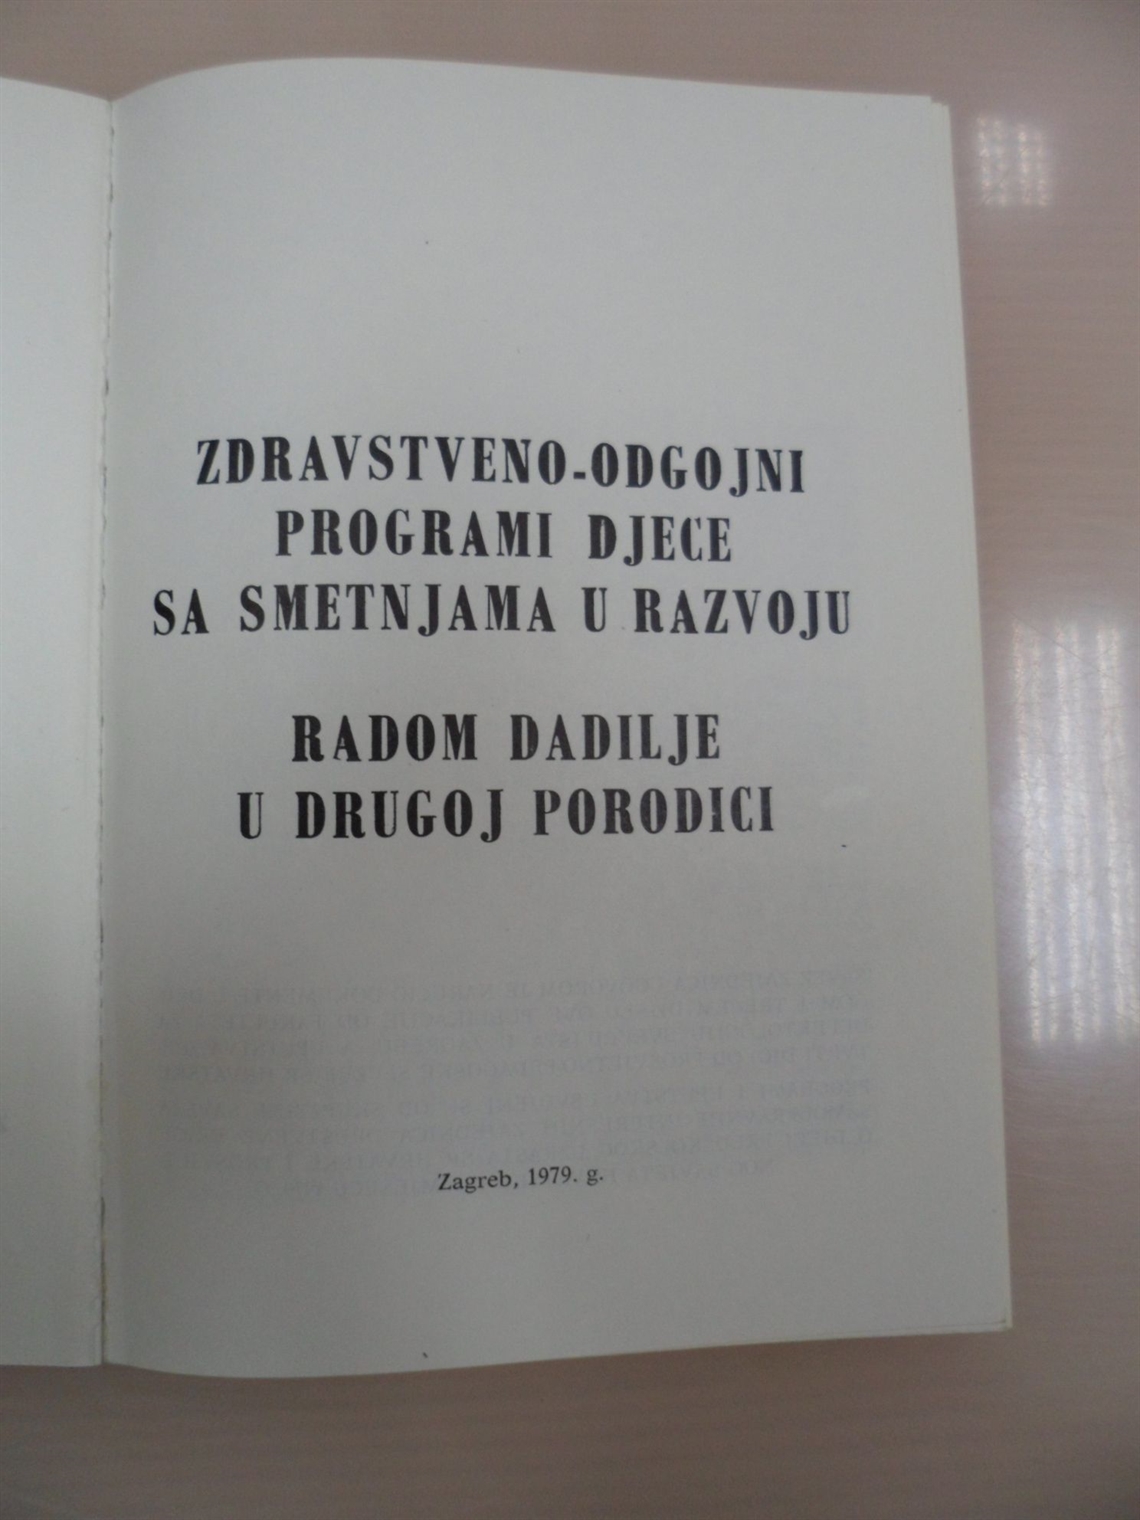 ZDRAVSTVENO-ODGOJNI
PROGRAMI DJECE
SA SMETNJAMA U RAZVOJU
RADOM DADILJE
U DRUGOJ PORODICI
Zagreb, 1979. g.